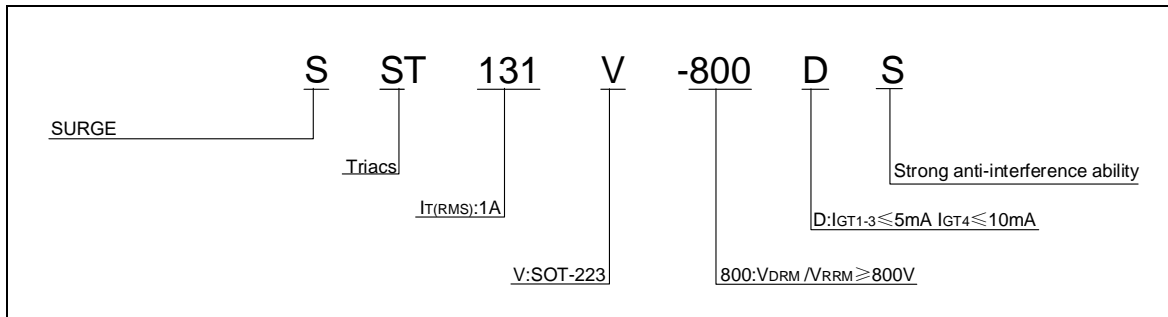 S ST 131 V -800 D S
SURGE
Triacs
Strong anti-interference ability
IT(RMS):1A
D:IGT1-3≤5mA IGT4≤10mA
V:SOT-223
800:VDRM /VRRM≥800V